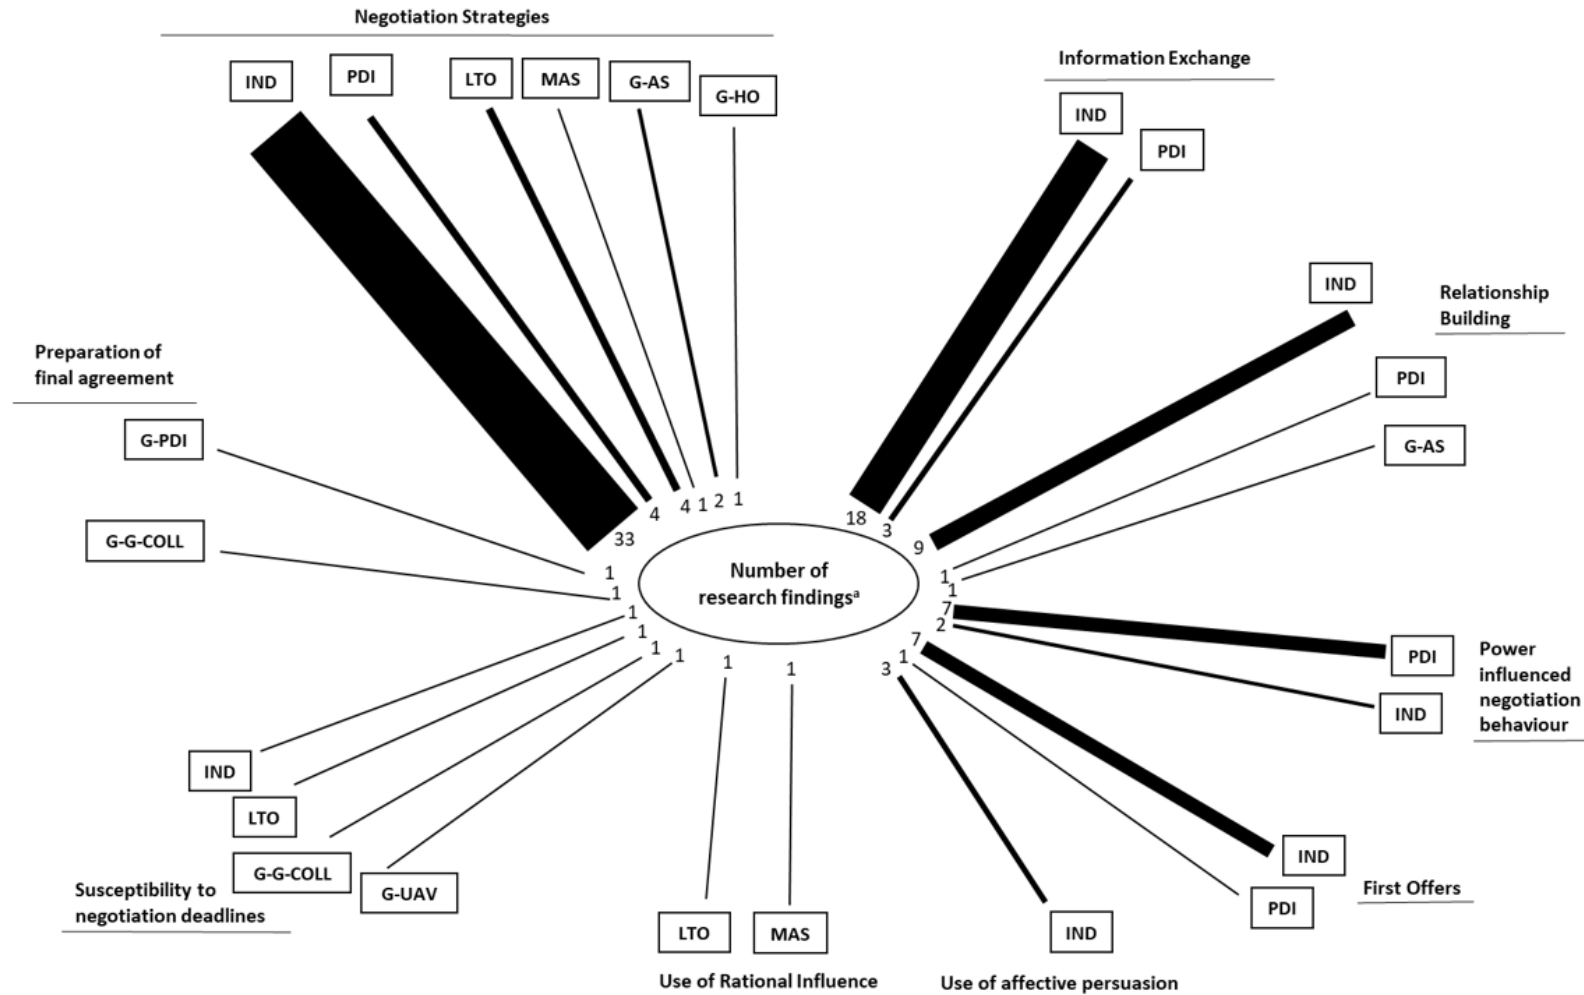 Negotiation Strategies
IND
PDI
LTO
MAS
G-AS
G-HO
Information Exchange
IND
PDI
Relationship
Building
IND
PDI
G-AS
Preparation of
final agreement
G-PDI
G-G-COLL
33
4
4
1
2
1
18
3
9
1
1
7
2
7
1
3
1
1
1
1
1
1
1
1
Number of
research findingsᵃ
PDI
IND
Power
influenced
negotiation
behaviour
IND
PDI
First Offers
IND
Use of affective persuasion
LTO
MAS
Use of Rational Influence
IND
LTO
G-G-COLL
G-UAV
Susceptibility to
negotiation deadlines